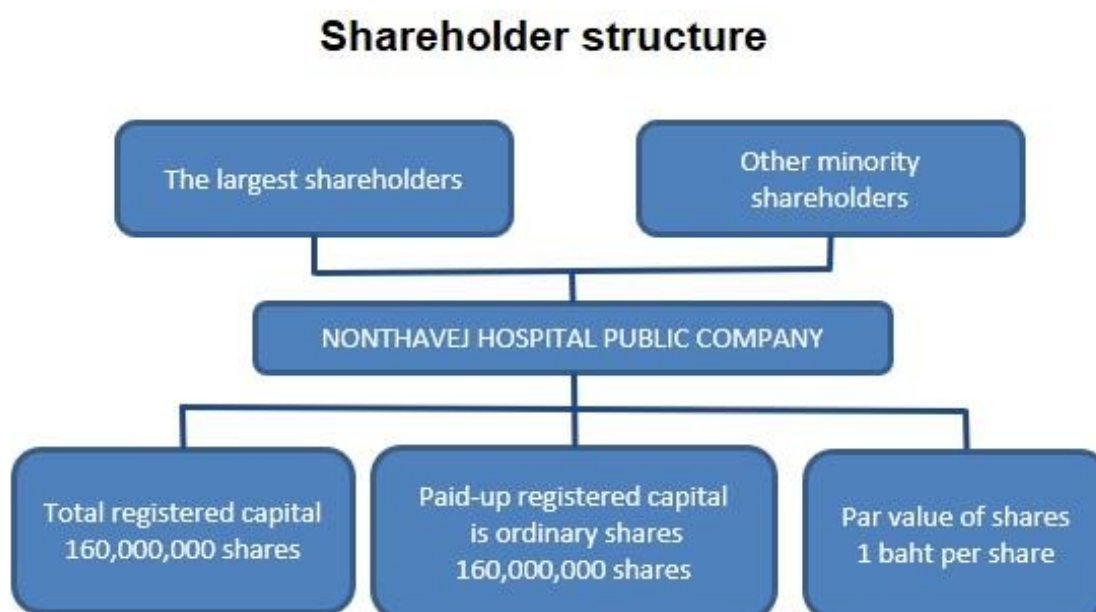 Shareholder structure
The largest shareholders
Other minority
shareholders
NONTHAVEJ HOSPITAL PUBLIC COMPANY
Total registered capital
160,000,000 shares
Paid-up registered capital
is ordinary shares
160,000,000 shares
Par value of shares
1 baht per share